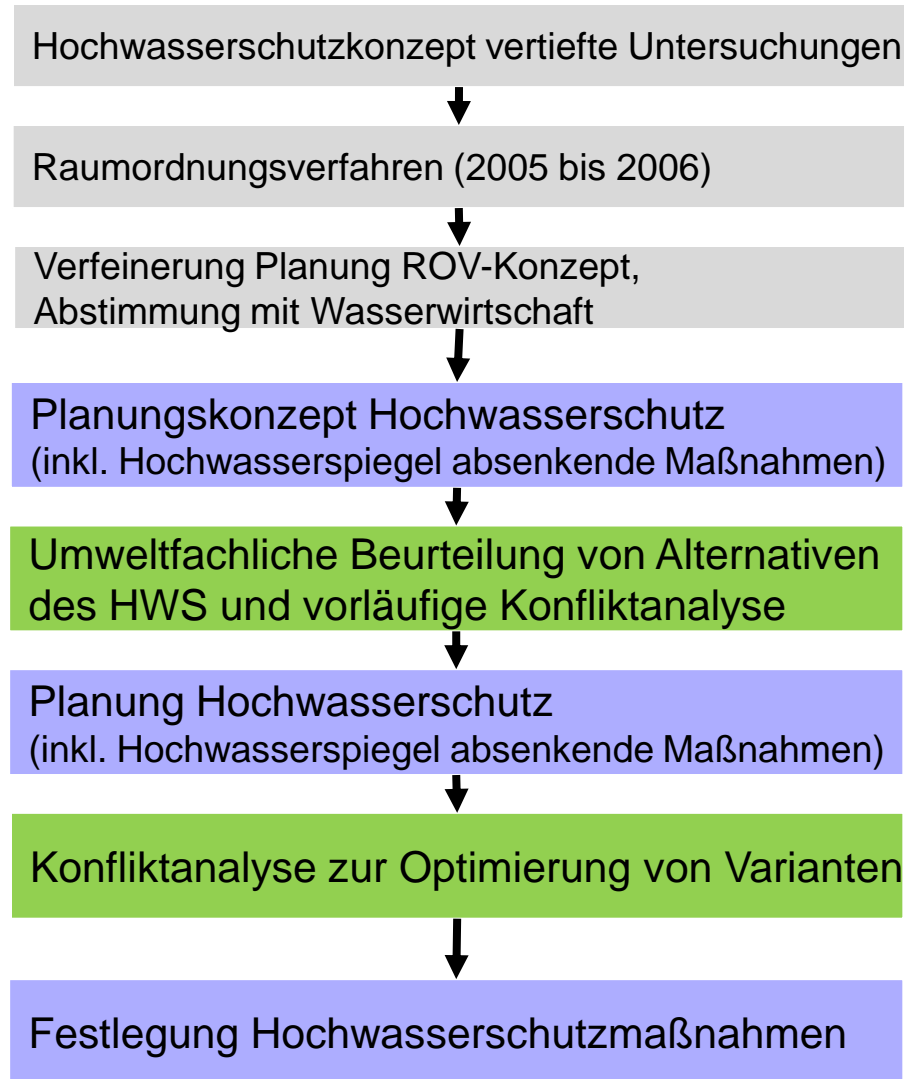 Hochwasserschutzkonzept vertiefte Untersuchungen
Raumordnungsverfahren (2005 bis 2006)
Verfeinerung Planung ROV-Konzept,
Abstimmung mit Wasserwirtschaft
Planungskonzept Hochwasserschutz
(inkl. Hochwasserspiegel absenkende Maßnahmen)
Umweltfachliche Beurteilung von Alternativen
des HWS und vorläufige Konfliktanalyse
Planung Hochwasserschutz
(inkl. Hochwasserspiegel absenkende Maßnahmen)
Konfliktanalyse zur Optimierung von Varianten
Festlegung Hochwasserschutzmaßnahmen